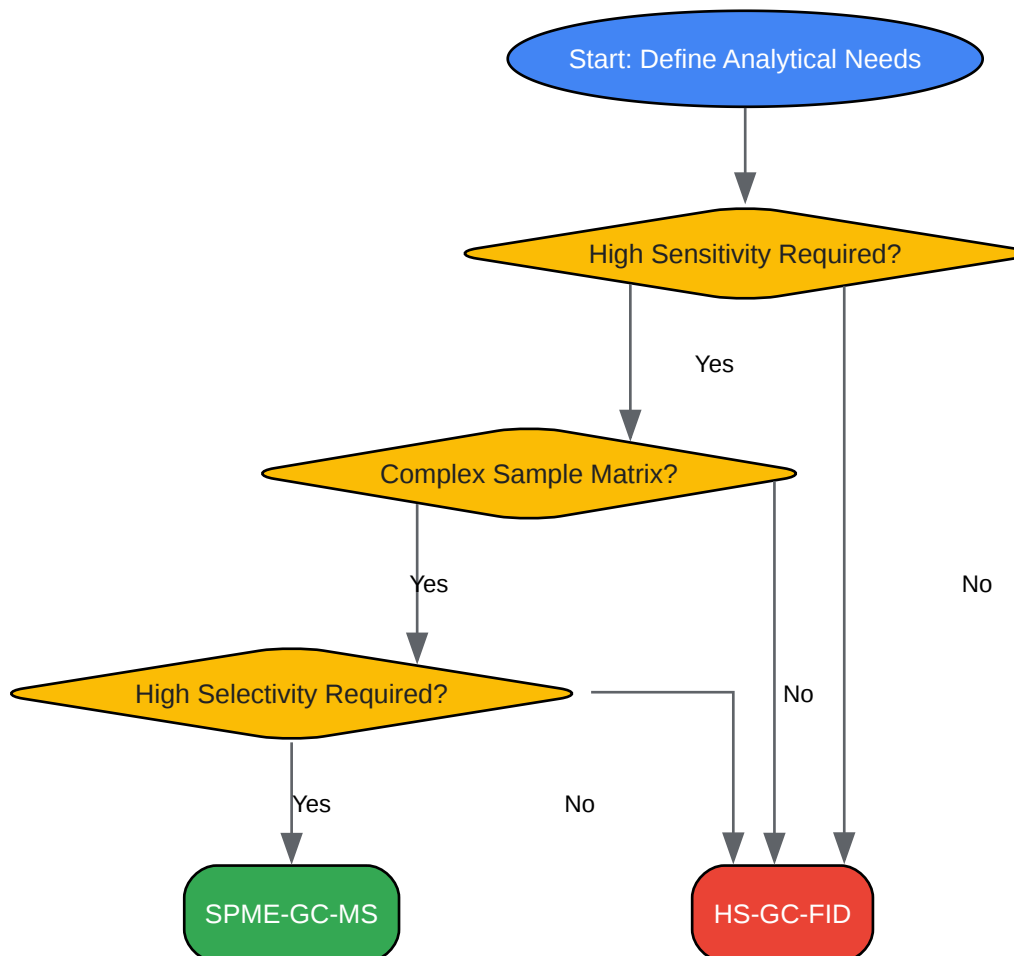 Start: Define Analytical Needs
High Sensitivity Required?
Yes
Complex Sample Matrix?
Yes
No
High Selectivity Required?
No
Yes
No
SPME-GC-MS
HS-GC-FID